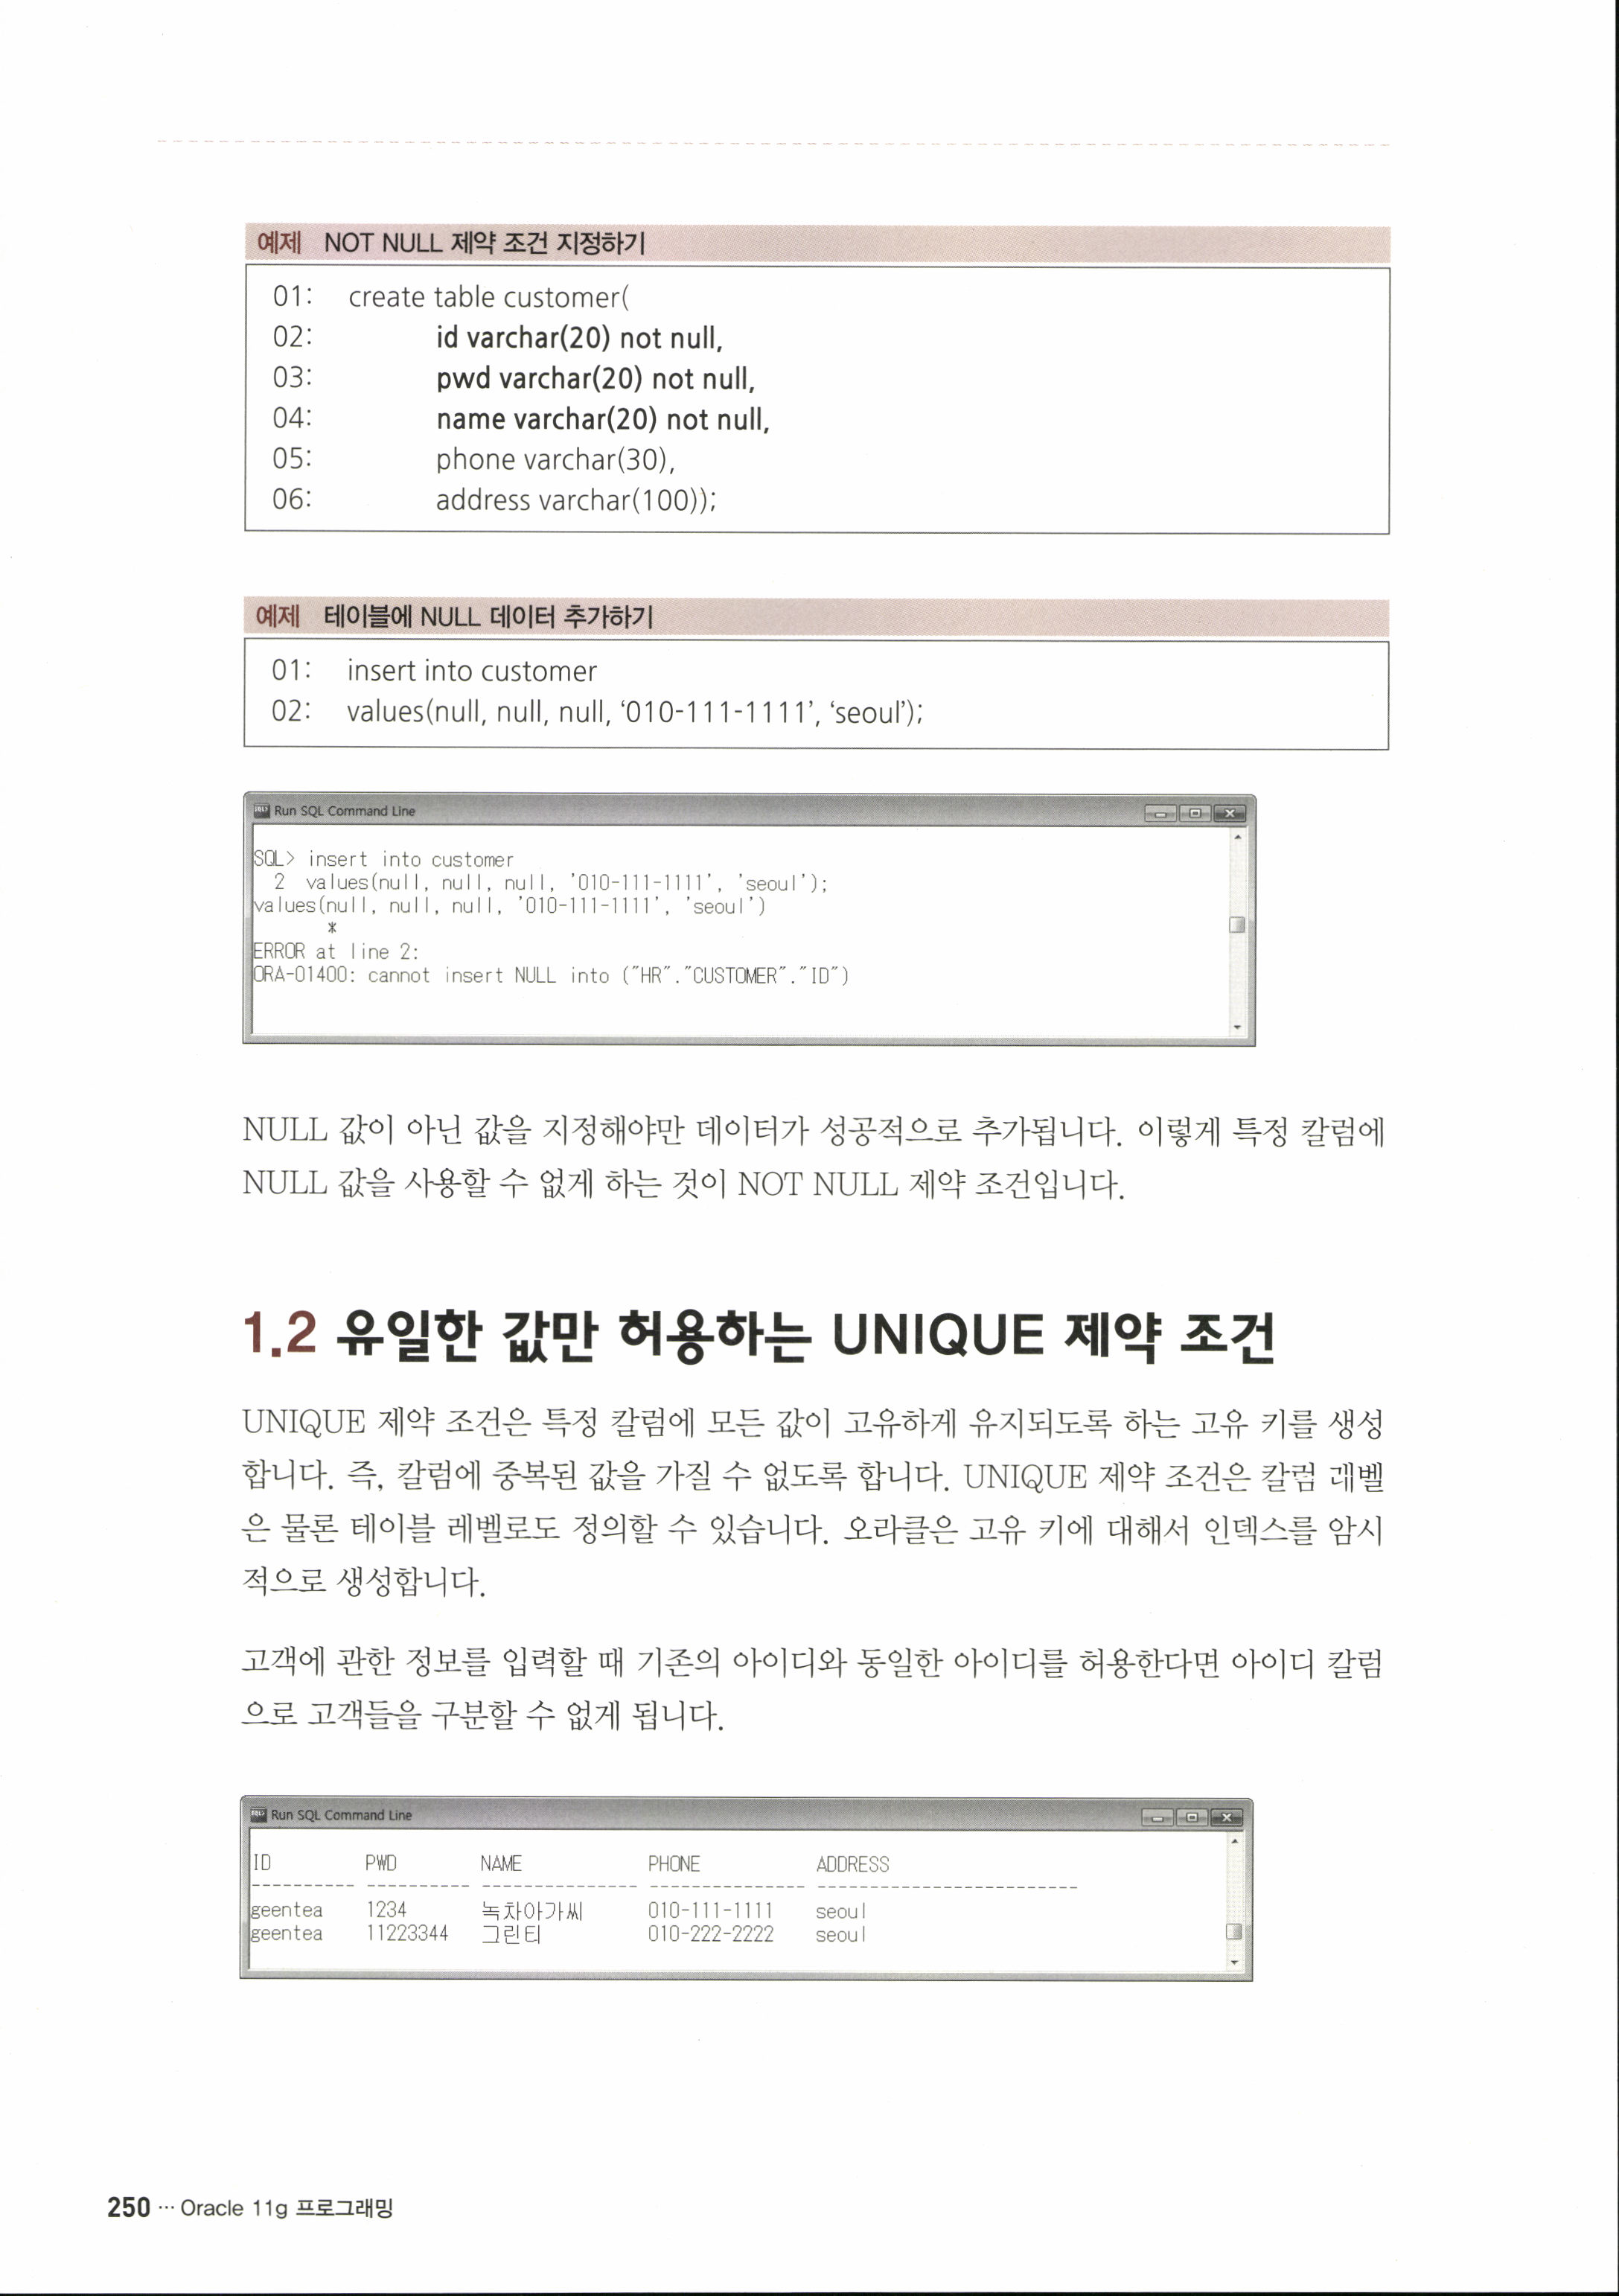 예제 NOT NULL 제약 조건 지정하기
01: create table customer(
02: id varchar(20) not null,
03: pwd varchar(20) not null,
04: name varchar(20) not null,
05: phone varchar(30),
06: address varchar(100));
예제 테이블에 NULL 데이터 추가하기
01: insert into customer
02: values(null, null, null, ‘010-111-1111’, ‘seoul’);
Run SQL Command Line
SQL> insert into customer
2 values(null, null, null, '010-111-1111', 'seoul');
values(null, null, null, '010-111-1111', 'seoul')
*
ERROR at line 2:
ORA-01400: cannot insert NULL into ("HR"."CUSTOMER"."ID")
NULL 값이 아닌 값을 지정해야만 데이터가 성공적으로 추가됩니다. 이렇게 특정 칼럼에
NULL 값을 사용할 수 없게 하는 것이 NOT NULL 제약 조건입니다.
1.2 유일한 값만 허용하는 UNIQUE 제약 조건
UNIQUE 제약 조건은 특정 칼럼에 모든 값이 고유하게 유지되도록 하는 고유 키를 생성
합니다. 즉, 칼럼에 중복된 값을 가질 수 없도록 합니다. UNIQUE 제약 조건은 칼럼 레벨
은 물론 테이블 레벨로도 정의할 수 있습니다. 오라클은 고유 키에 대해서 인덱스를 암시
적으로 생성합니다.
고객에 관한 정보를 입력할 때 기존의 아이디와 동일한 아이디를 허용한다면 아이디 칼럼
으로 고객들을 구분할 수 없게 됩니다.
Run SQL Command Line
ID PWD NAME PHONE ADDRESS
---------- ---------- --------------- --------------- -------------------------
geentea 1234 녹차아가씨 010-111-1111 seoul
geentea 11223344 그린티 010-222-2222 seoul
250 … Oracle 11g 프로그래밍